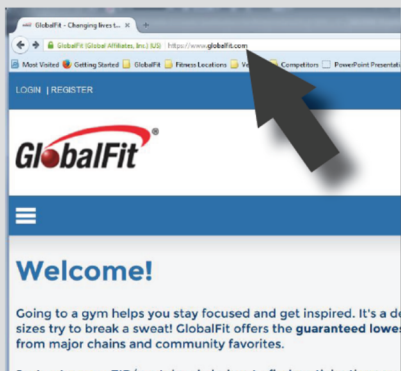 GlobalFit - Changing lives t...
GlobalFit (Global Affiliates, Inc.) (US) https://www.globalfit.com
Most Visited Getting Started GlobalFit Fitness Locations Competitors PowerPoint Presentati
LOGIN | REGISTER
GlobalFit
Welcome!
Going to a gym helps you stay focused and get inspired. It's a
sizes try to break a sweat! GlobalFit offers the guaranteed lowe
from major chains and community favorites.